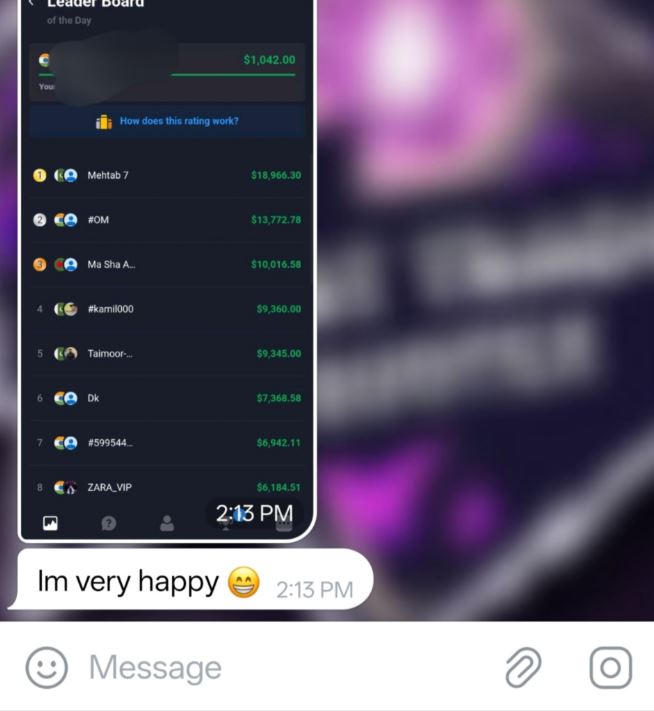 Leader Board
of the Day
$1,042.00
You
How does this rating work?
1 Mehtab 7 $18,966.30
2 #OM $13,772.78
3 Ma Sha A... $10,016.58
4 #kamil000 $9,360.00
5 Taimoor-... $9,345.00
6 Dk $7,368.58
7 #599544... $6,942.11
8 ZARA_VIP $6,184.51
2:13 PM
Im very happy 😁 2:13 PM
Message